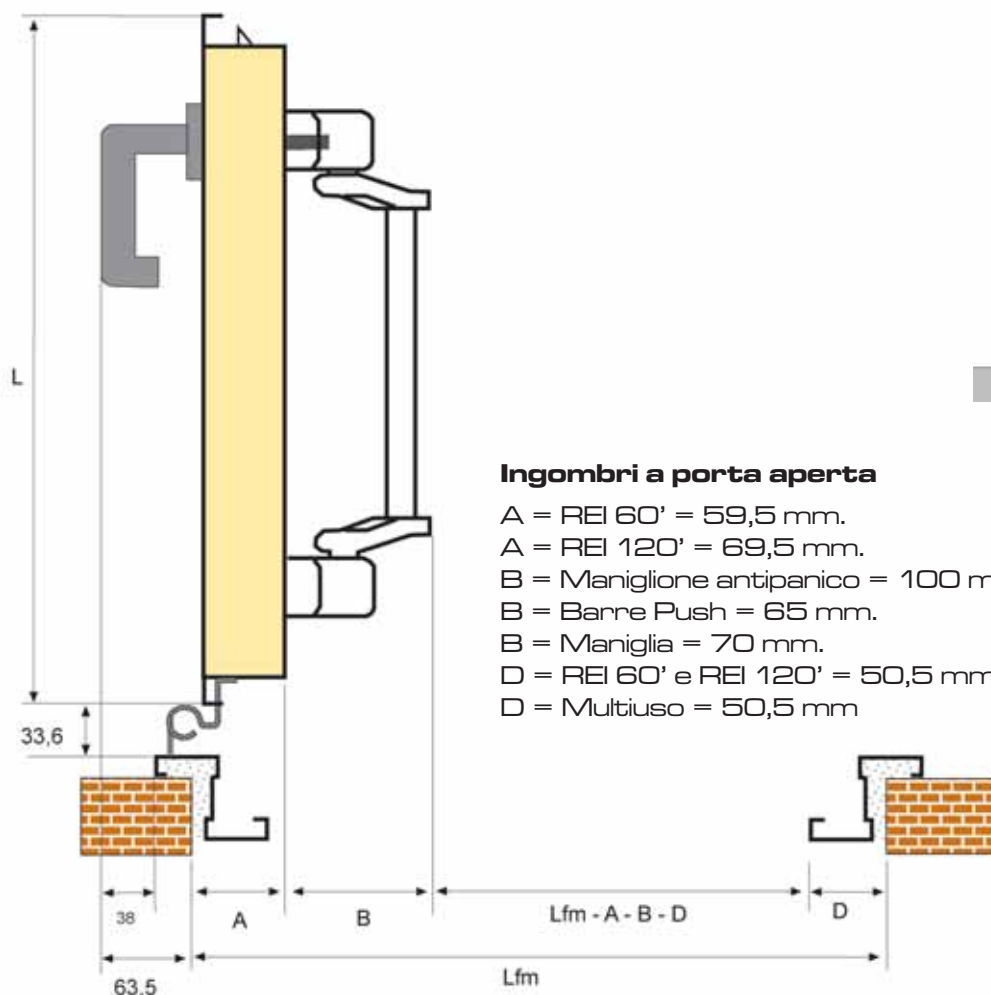 L
Ingombri a porta aperta
A = REI 60' = 59,5 mm.
A = REI 120' = 69,5 mm.
B = Maniglione antipanico = 100 m
B = Barre Push = 65 mm.
B = Maniglia = 70 mm.
D = REI 60' e REI 120' = 50,5 mm
D = Multiuso = 50,5 mm
33,6
38
A
B
Lfm - A - B - D
D
63,5
Lfm